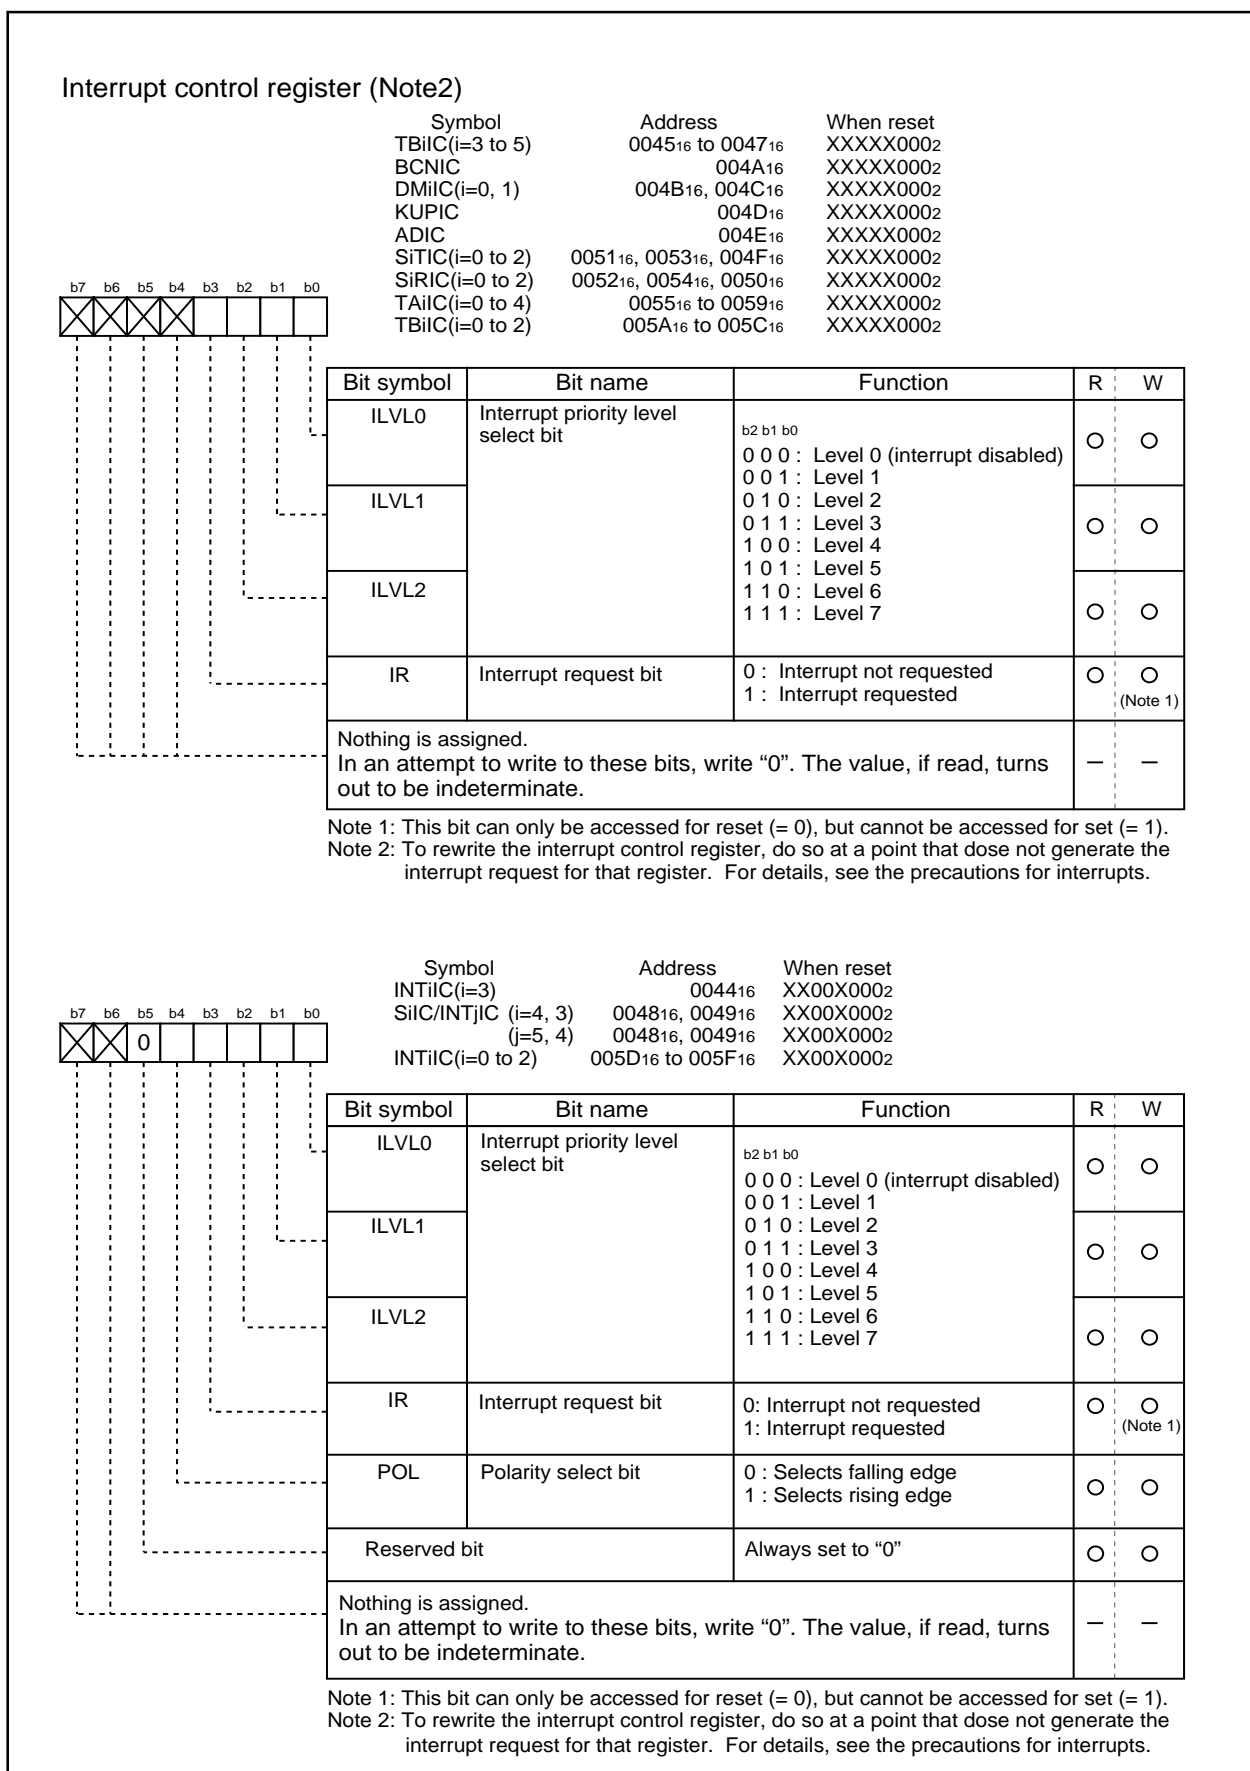 Interrupt control register (Note2)
Symbol Address When reset
TBiIC(i=3 to 5) 004516 to 004716 XXXXX0002
BCNIC 004A16 XXXXX0002
DMiIC(i=0, 1) 004B16, 004C16 XXXXX0002
KUPIC 004D16 XXXXX0002
ADIC 004E16 XXXXX0002
SiTIC(i=0 to 2) 005116, 005316, 004F16 XXXXX0002
SiRIC(i=0 to 2) 005216, 005416, 005016 XXXXX0002
TAiIC(i=0 to 4) 005516 to 005916 XXXXX0002
TBiIC(i=0 to 2) 005A16 to 005C16 XXXXX0002
b7 b6 b5 b4 b3 b2 b1 b0
Bit symbol Bit name Function R W
ILVL0 Interrupt priority level
select bit
b2 b1 b0
0 0 0 : Level 0 (interrupt disabled)
0 0 1 : Level 1
ILVL1 0 1 0 : Level 2
0 1 1 : Level 3
1 0 0 : Level 4
1 0 1 : Level 5
ILVL2 1 1 0 : Level 6
1 1 1 : Level 7
IR Interrupt request bit 0 : Interrupt not requested
1 : Interrupt requested (Note 1)
Nothing is assigned.
In an attempt to write to these bits, write “0”. The value, if read, turns – –
out to be indeterminate.
Note 1: This bit can only be accessed for reset (= 0), but cannot be accessed for set (= 1).
Note 2: To rewrite the interrupt control register, do so at a point that dose not generate the
interrupt request for that register. For details, see the precautions for interrupts.
Symbol Address When reset
INTiIC(i=3) 004416 XX00X0002
SiIC/INTjIC (i=4, 3) 004816, 004916 XX00X0002
(j=5, 4) 004816, 004916 XX00X0002
INTiIC(i=0 to 2) 005D16 to 005F16 XX00X0002
b7 b6 b5 b4 b3 b2 b1 b0
0
Bit symbol Bit name Function R W
ILVL0 Interrupt priority level
select bit
b2 b1 b0
0 0 0 : Level 0 (interrupt disabled)
0 0 1 : Level 1
ILVL1 0 1 0 : Level 2
0 1 1 : Level 3
1 0 0 : Level 4
1 0 1 : Level 5
ILVL2 1 1 0 : Level 6
1 1 1 : Level 7
IR Interrupt request bit 0: Interrupt not requested
1: Interrupt requested (Note 1)
POL Polarity select bit 0 : Selects falling edge
1 : Selects rising edge
Reserved bit Always set to “0”
Nothing is assigned.
In an attempt to write to these bits, write “0”. The value, if read, turns – –
out to be indeterminate.
Note 1: This bit can only be accessed for reset (= 0), but cannot be accessed for set (= 1).
Note 2: To rewrite the interrupt control register, do so at a point that dose not generate the
interrupt request for that register. For details, see the precautions for interrupts.